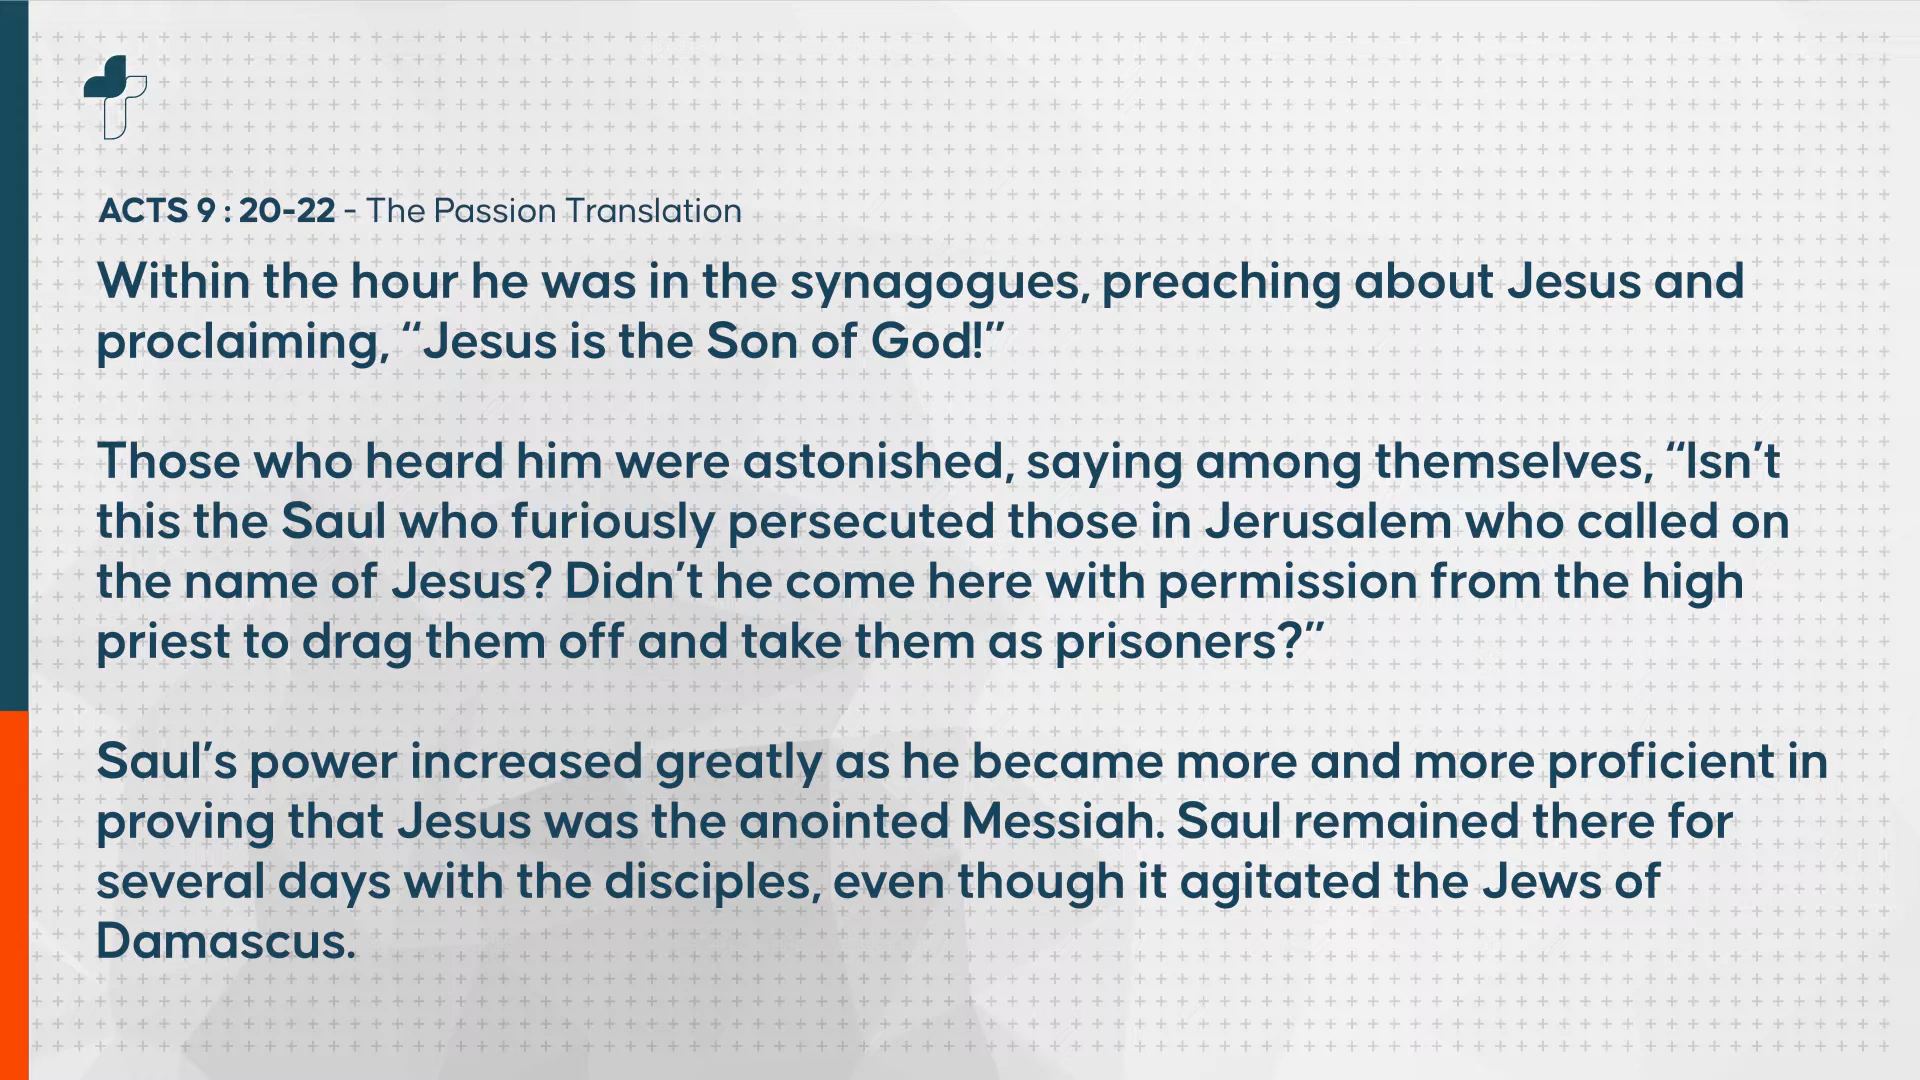 ACTS 9 : 20-22 - The Passion Translation
Within the hour he was in the synagogues, preaching about Jesus and
proclaiming, “Jesus is the Son of God!”
Those who heard him were astonished, saying among themselves, “Isn’t
this the Saul who furiously persecuted those in Jerusalem who called on
the name of Jesus? Didn’t he come here with permission from the high
priest to drag them off and take them as prisoners?”
Saul’s power increased greatly as he became more and more proficient in
proving that Jesus was the anointed Messiah. Saul remained there for
several days with the disciples, even though it agitated the Jews of
Damascus.